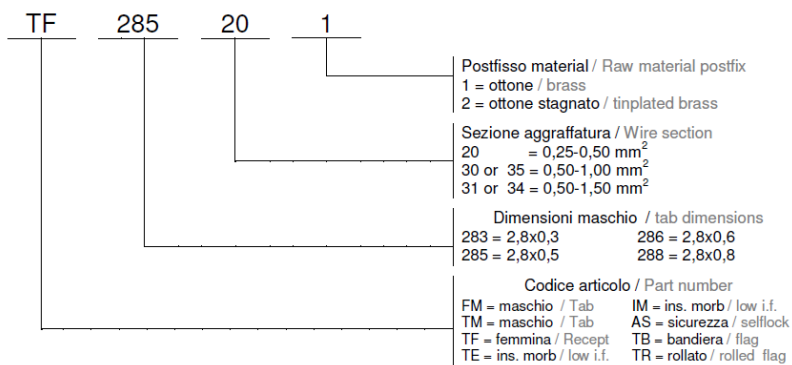 TF 285 20 1
Postfisso material / Raw material postfix
1 = ottone / brass
2 = ottone stagnato / tinplated brass
Sezione aggraffatura / Wire section
20 = 0,25-0,50 mm²
30 or 35 = 0,50-1,00 mm²
31 or 34 = 0,50-1,50 mm²
Dimensioni maschio / tab dimensions
283 = 2,8x0,3 286 = 2,8x0,6
285 = 2,8x0,5 288 = 2,8x0,8
Codice articolo / Part number
FM = maschio / Tab IM = ins. morb / low i.f.
TM = maschio / Tab AS = sicurezza / selflock
TF = femmina / Recept TB = bandiera / flag
TE = ins. morb / low i.f. TR = rollato / rolled flag